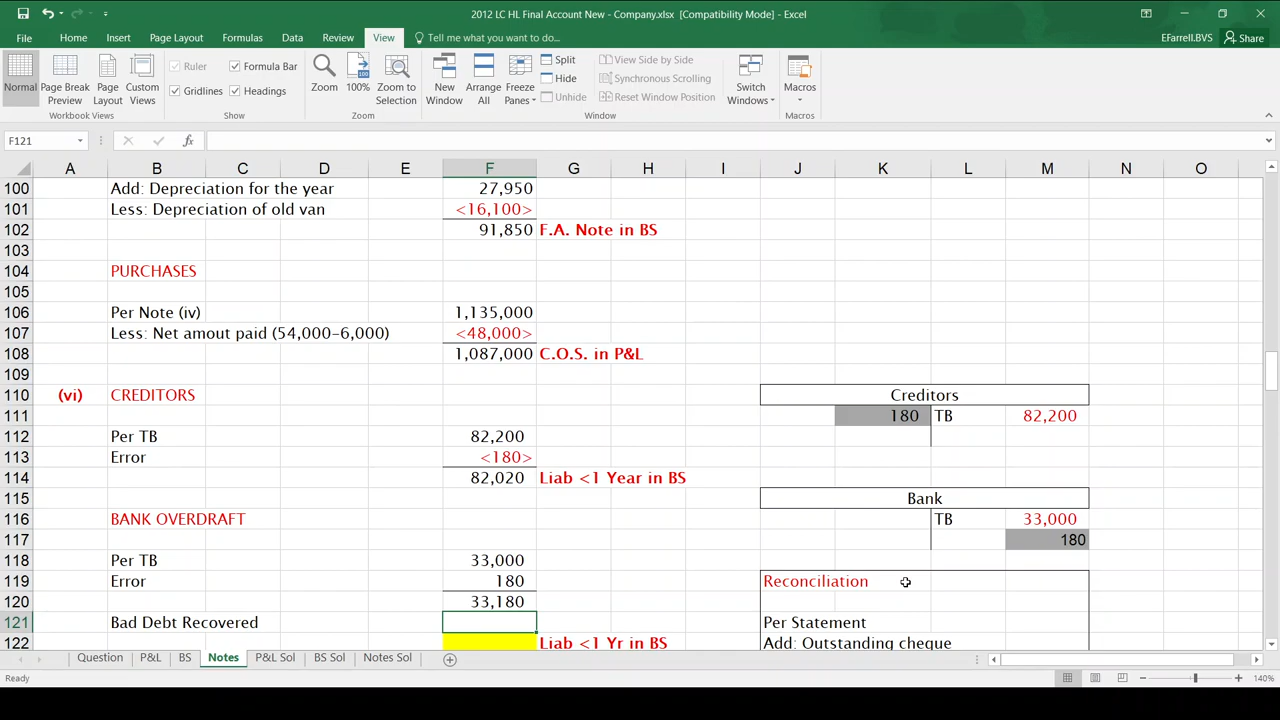 2012 LC HL Final Account New - Company.xlsx [Compatibility Mode] - Excel
File Home Insert Page Layout Formulas Data Review View Tell me what you want to do... EFarrell.BVS Share
Normal Page Break Preview Page Layout Custom Views Ruler Formula Bar Gridlines Headings Zoom 100% Zoom to Selection New Window Arrange All Freeze Panes Split Hide Unhide View Side by Side Synchronous Scrolling Reset Window Position Switch Windows Macros
Workbook Views Show Zoom Window Macros
F121 fx
A B C D E F G H I J K L M N O
100 Add: Depreciation for the year 27,950
101 Less: Depreciation of old van <16,100>
102 91,850 F.A. Note in BS
103
104 PURCHASES
105
106 Per Note (iv) 1,135,000
107 Less: Net amout paid (54,000-6,000) <48,000>
108 1,087,000 C.O.S. in P&L
109
110 (vi) CREDITORS Creditors
111 180 TB 82,200
112 Per TB 82,200
113 Error <180>
114 82,020 Liab <1 Year in BS
115 Bank
116 BANK OVERDRAFT TB 33,000
117 180
118 Per TB 33,000
119 Error 180 Reconciliation
120 33,180
121 Bad Debt Recovered Per Statement
122 Liab <1 Yr in BS Add: Outstanding cheque
Question P&L BS Notes P&L Sol BS Sol Notes Sol
Ready 140%